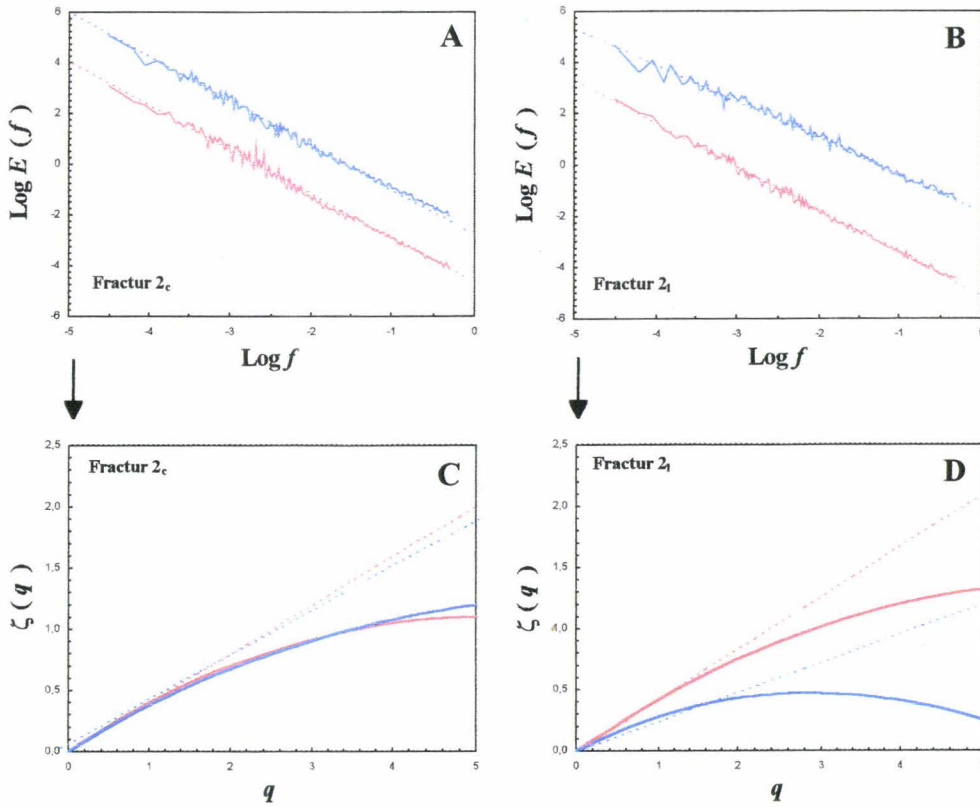 A
Log E (f)
6
4
2
0
-2
-4
-6
Fractur 2c
-5 -4 -3 -2 -1 0
Log f
B
Log E (f)
6
4
2
0
-2
-4
-6
Fractur 2l
-5 -4 -3 -2 -1
Log f
C
Fractur 2c
ζ(q)
2,5
2,0
1,5
1,0
0,5
0,0
0 1 2 3 4 5
q
D
Fractur 2l
ζ(q)
2,5
2,0
1,5
1,0
0,5
0,0
0 1 2 3 4
q